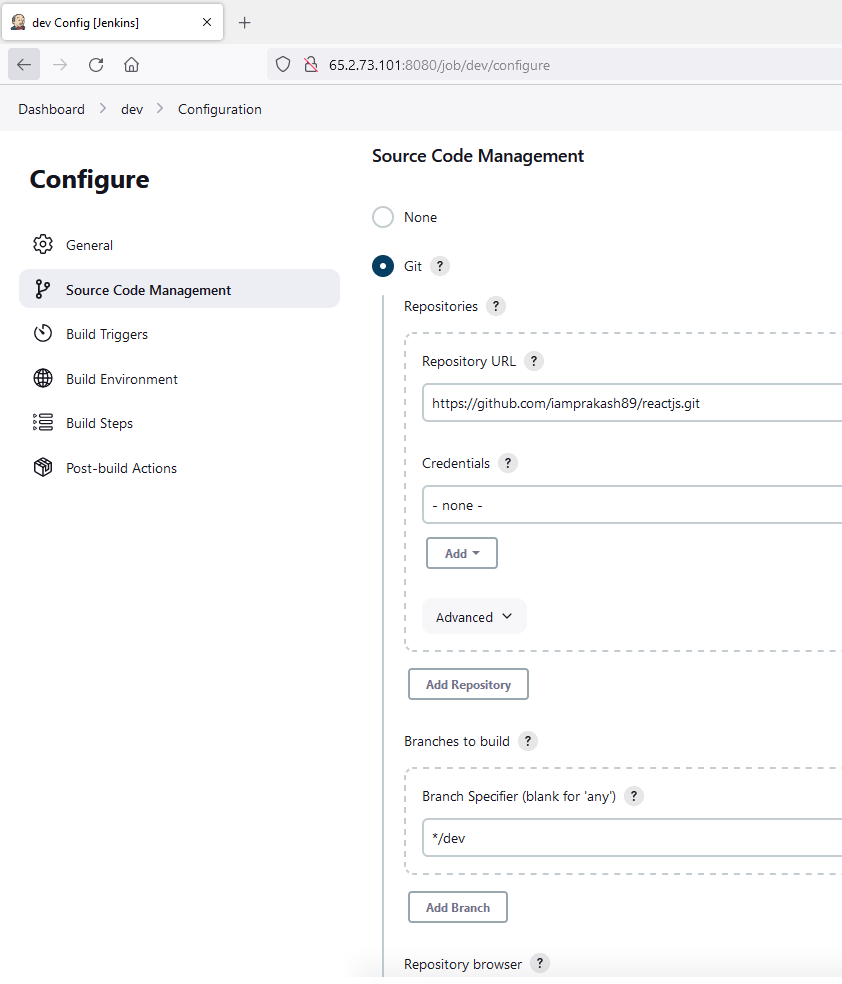 dev Config [Jenkins]
65.2.73.101:8080/job/dev/configure
Dashboard > dev > Configuration
Configure
General
Source Code Management
Build Triggers
Build Environment
Build Steps
Post-build Actions
Source Code Management
None
Git ?
Repositories ?
Repository URL ?
https://github.com/iamprakash89/reactjs.git
Credentials ?
- none -
Add
Advanced
Add Repository
Branches to build ?
Branch Specifier (blank for 'any') ?
*/dev
Add Branch
Repository browser ?